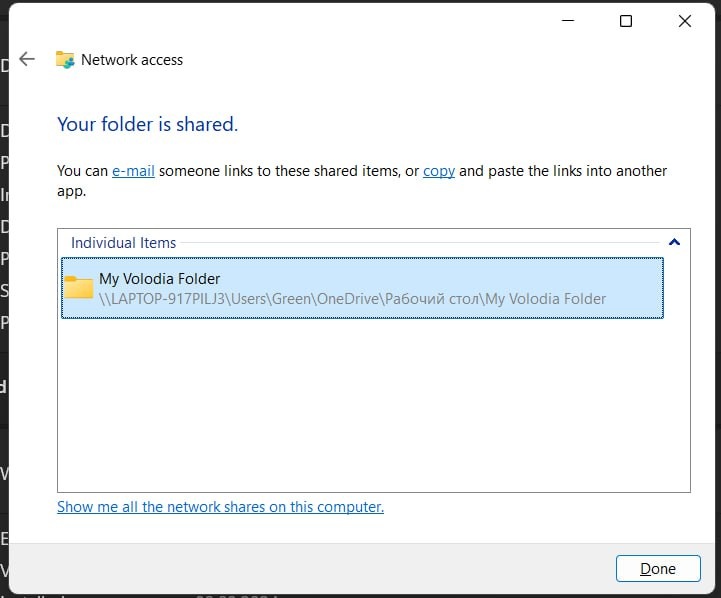 Network access
Your folder is shared.
You can e-mail someone links to these shared items, or copy and paste the links into another
app.
Individual Items
My Volodia Folder
\\LAPTOP-917PILJ3\Users\Green\OneDrive\Рабочий стол\My Volodia Folder
Show me all the network shares on this computer.
Done